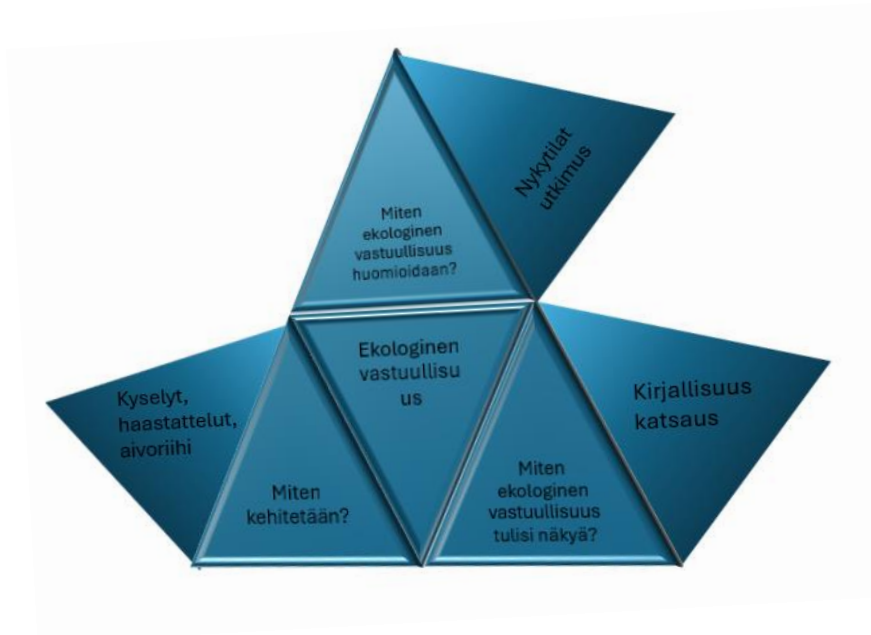 Nykytilat
utkimus
Miten
ekologinen
vastuullisuus
huomioidaan?
Ekologinen
vastuullisu
us
Kyselyt,
haastattelut,
aivoriihi
Kirjallisuus
katsaus
Miten
kehitetään?
Miten
ekologinen
vastuullisuus
tulisi näkyä?